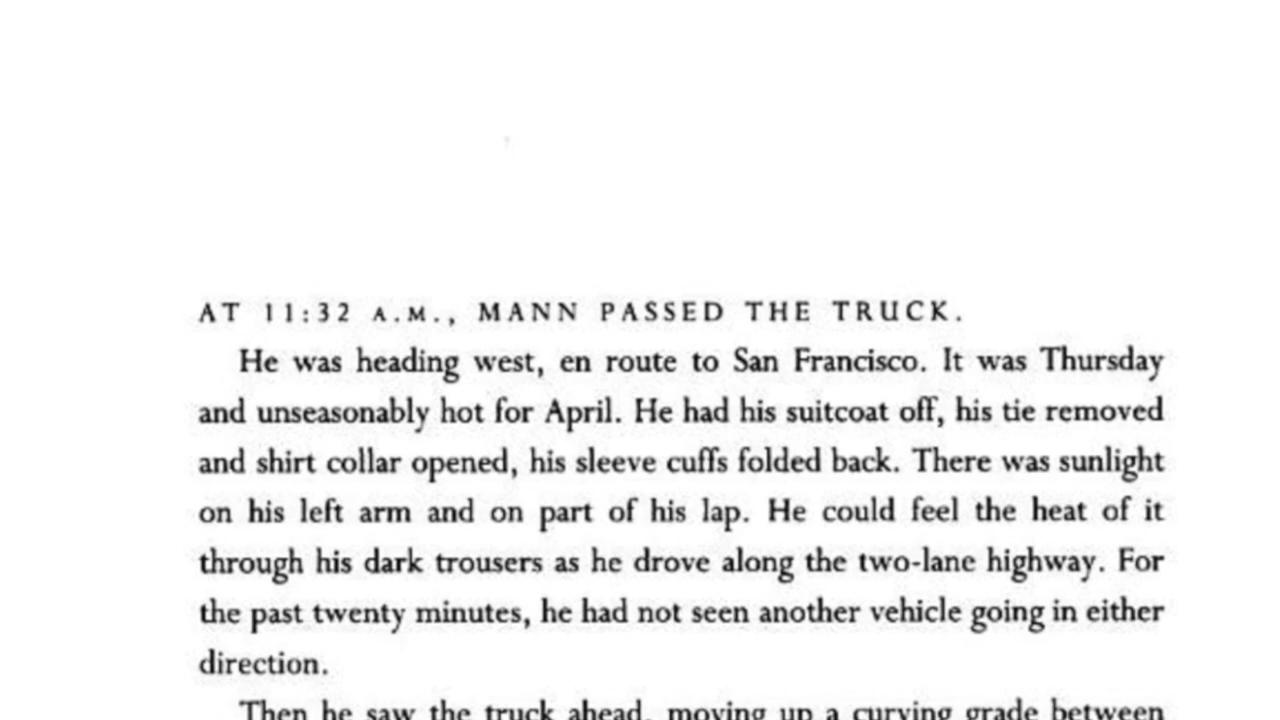 AT 11:32 A.M., MANN PASSED THE TRUCK.
He was heading west, en route to San Francisco. It was Thursday
and unseasonably hot for April. He had his suitcoat off, his tie removed
and shirt collar opened, his sleeve cuffs folded back. There was sunlight
on his left arm and on part of his lap. He could feel the heat of it
through his dark trousers as he drove along the two-lane highway. For
the past twenty minutes, he had not seen another vehicle going in either
direction.
Then he saw the truck ahead, moving up a curving grade between